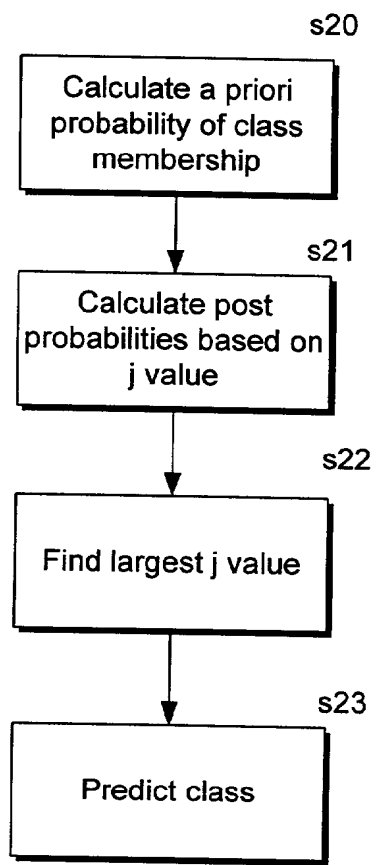 s20
Calculate a priori
probability of class
membership
s21
Calculate post
probabilities based on
j value
s22
Find largest j value
s23
Predict class